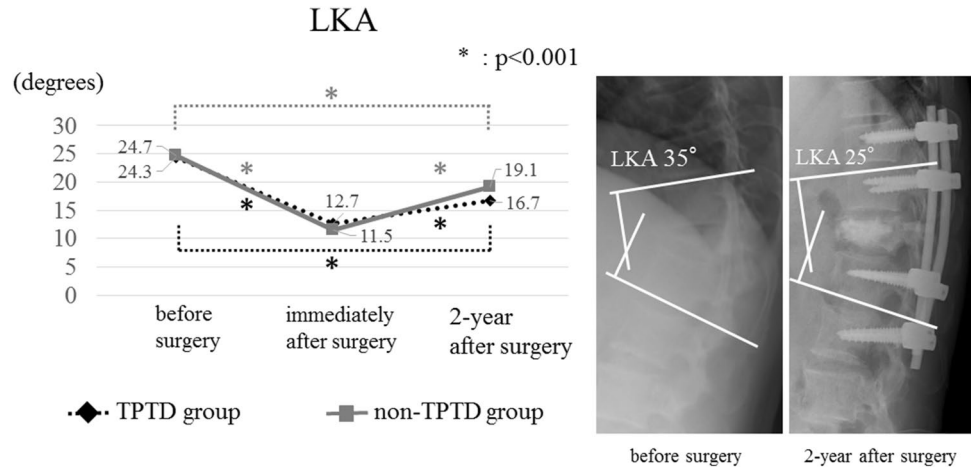 LKA
* : p<0.001
(degrees)
30
25
20
15
10
5
0
*
24.7
24.3
*
*
12.7
11.5
*
*
19.1
16.7
*
before
surgery
immediately
after surgery
2-year
after surgery
TPTD group
non-TPTD group
LKA 35°
LKA 25°
before surgery
2-year after surgery